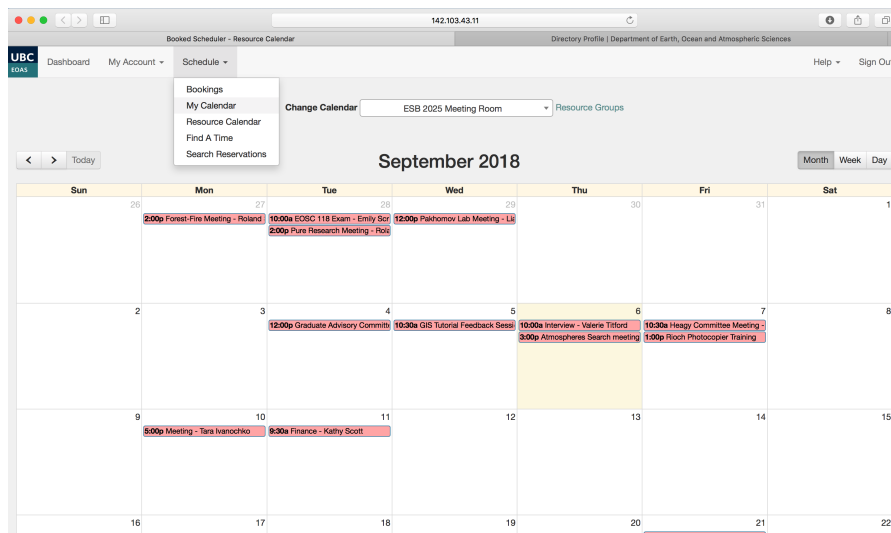 142.103.43.11
Booked Scheduler - Resource Calendar
Directory Profile | Department of Earth, Ocean and Atmospheric Sciences
UBC
EOAS
Dashboard My Account Schedule Help Sign Ou
Bookings
My Calendar
Resource Calendar
Find A Time
Search Reservations
Change Calendar ESB 2025 Meeting Room Resource Groups
Today September 2018 Month Week Day
Sun Mon Tue Wed Thu Fri Sat
26 27 28 29 30 31 1
2:00p Forest-Fire Meeting - Roland 10:00a EOSC 118 Exam - Emily Scr 12:00p Pakhomov Lab Meeting - Lia
2:00p Pure Research Meeting - Rola
2 3 4 5 6 7 8
12:00p Graduate Advisory Committe 10:30a GIS Tutorial Feedback Sessi 10:00a Interview - Valerie Titford 10:30a Heagy Committee Meeting -
3:00p Atmospheres Search meeting 1:00p Rioch Photocopier Training
9 10 11 12 13 14 15
5:00p Meeting - Tara Ivanochko 9:30a Finance - Kathy Scott
16 17 18 19 20 21 22